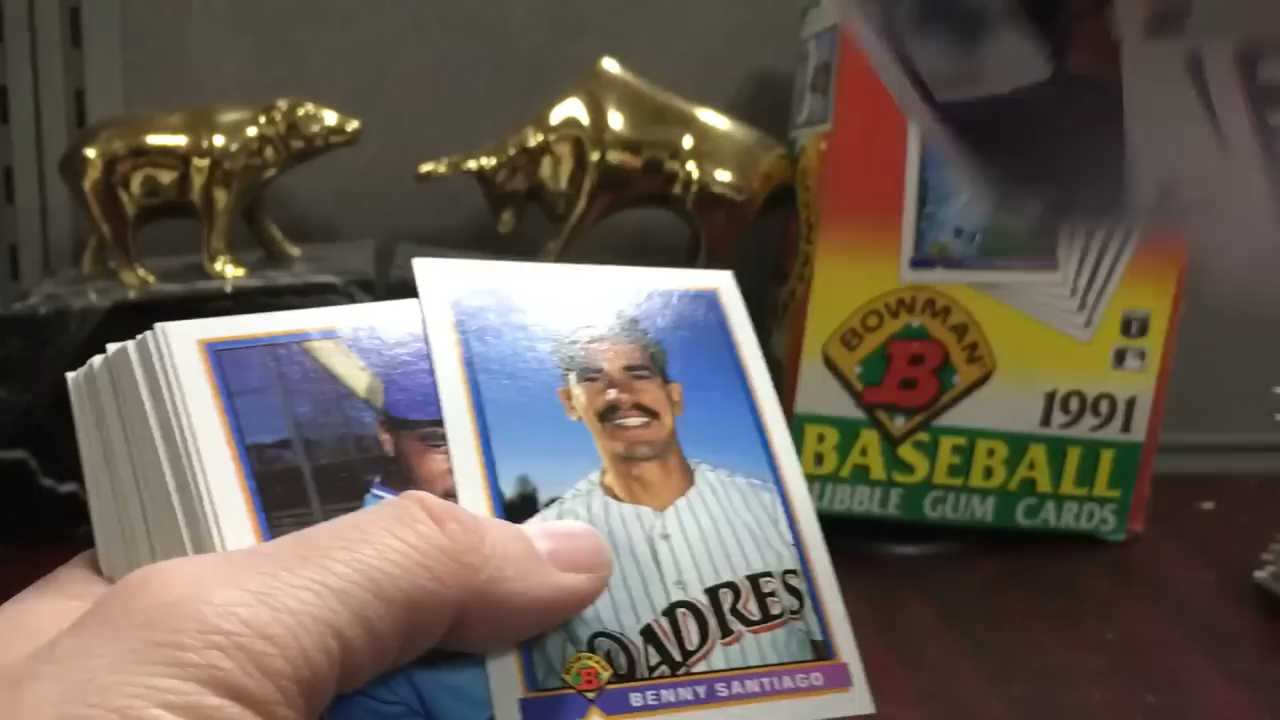 BOWMAN
B
1991
BASEBALL
UBBLE GUM CARDS
PADRES
B
BENNY SANTIAGO